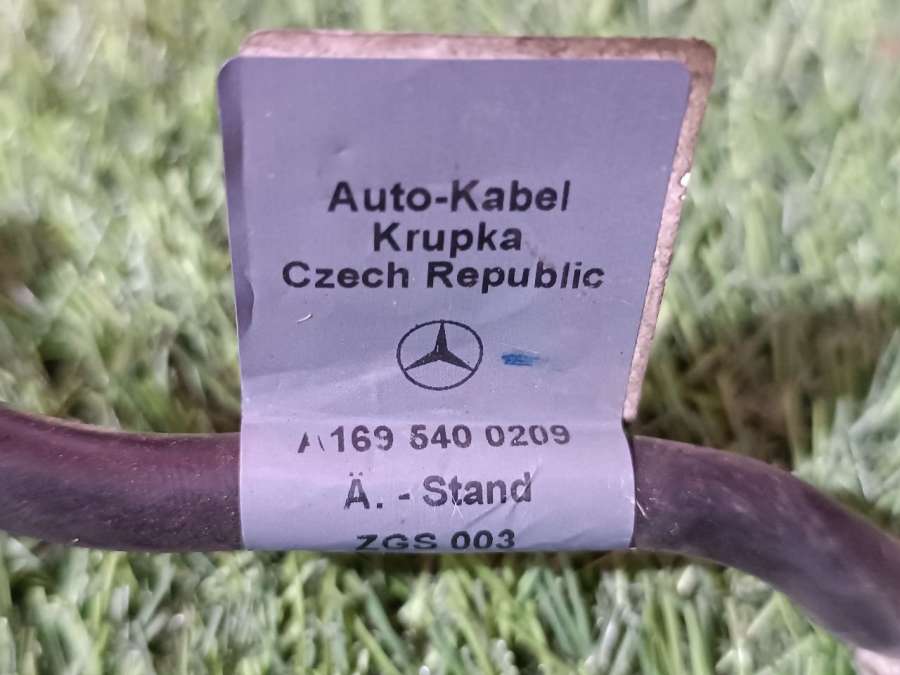 Auto-Kabel
Krupka
Czech Republic
A169 540 0209
Ä. - Stand
ZGS 003